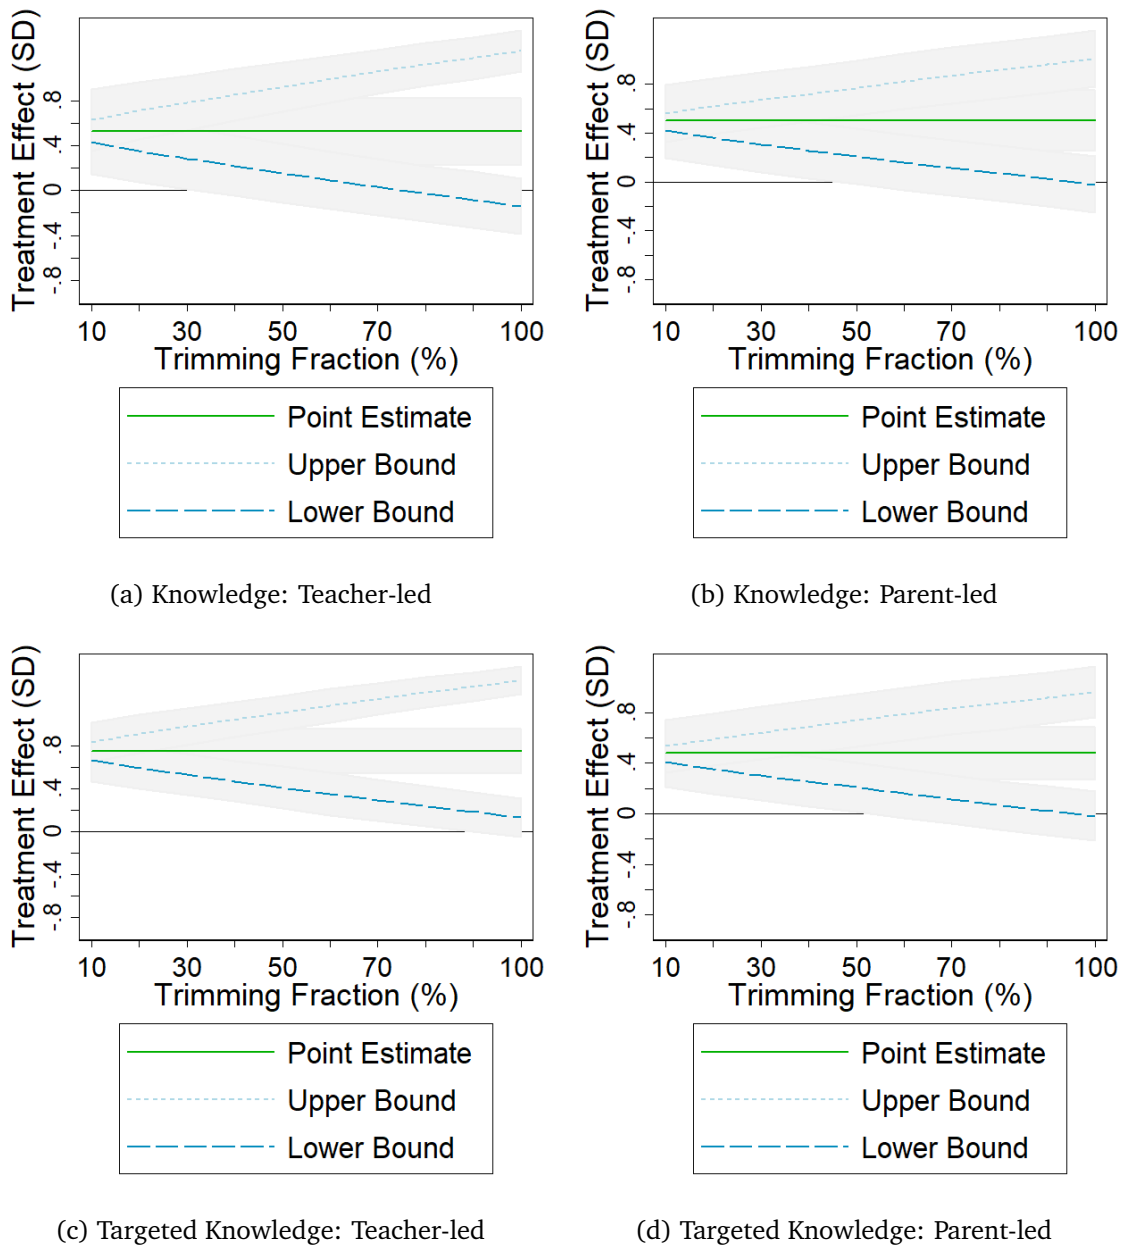 Treatment Effect (SD)
.8
.4
0
-.4
-.8
10 30 50 70 100
Trimming Fraction (%)
Point Estimate
Upper Bound
Lower Bound
(a) Knowledge: Teacher-led
Treatment Effect (SD)
.8
.4
0
-.4
-.8
10 30 50 70 100
Trimming Fraction (%)
Point Estimate
Upper Bound
Lower Bound
(b) Knowledge: Parent-led
Treatment Effect (SD)
.8
.4
0
-.4
-.8
10 30 50 70 100
Trimming Fraction (%)
Point Estimate
Upper Bound
Lower Bound
(c) Targeted Knowledge: Teacher-led
Treatment Effect (SD)
.8
.4
0
-.4
-.8
10 30 50 70 100
Trimming Fraction (%)
Point Estimate
Upper Bound
Lower Bound
(d) Targeted Knowledge: Parent-led